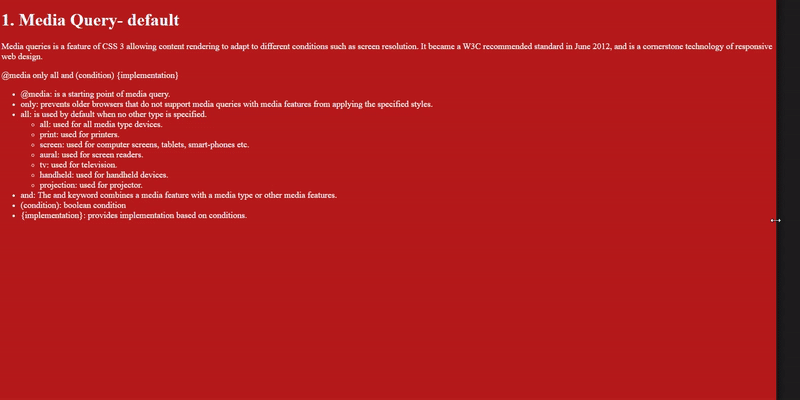 1. Media Query- default
Media queries is a feature of CSS 3 allowing content rendering to adapt to different conditions such as screen resolution. It became a W3C recommended standard in June 2012, and is a cornerstone technology of responsive
web design.
@media only all and (condition) {implementation}
@media: is a starting point of media query.
only: prevents older browsers that do not support media queries with media features from applying the specified styles.
all: is used by default when no other type is specified.
all: used for all media type devices.
print: used for printers.
screen: used for computer screens, tablets, smart-phones etc.
aural: used for screen readers.
tv: used for television.
handheld: used for handheld devices.
projection: used for projector.
and: The and keyword combines a media feature with a media type or other media features.
(condition): boolean condition
{implementation}: provides implementation based on conditions.